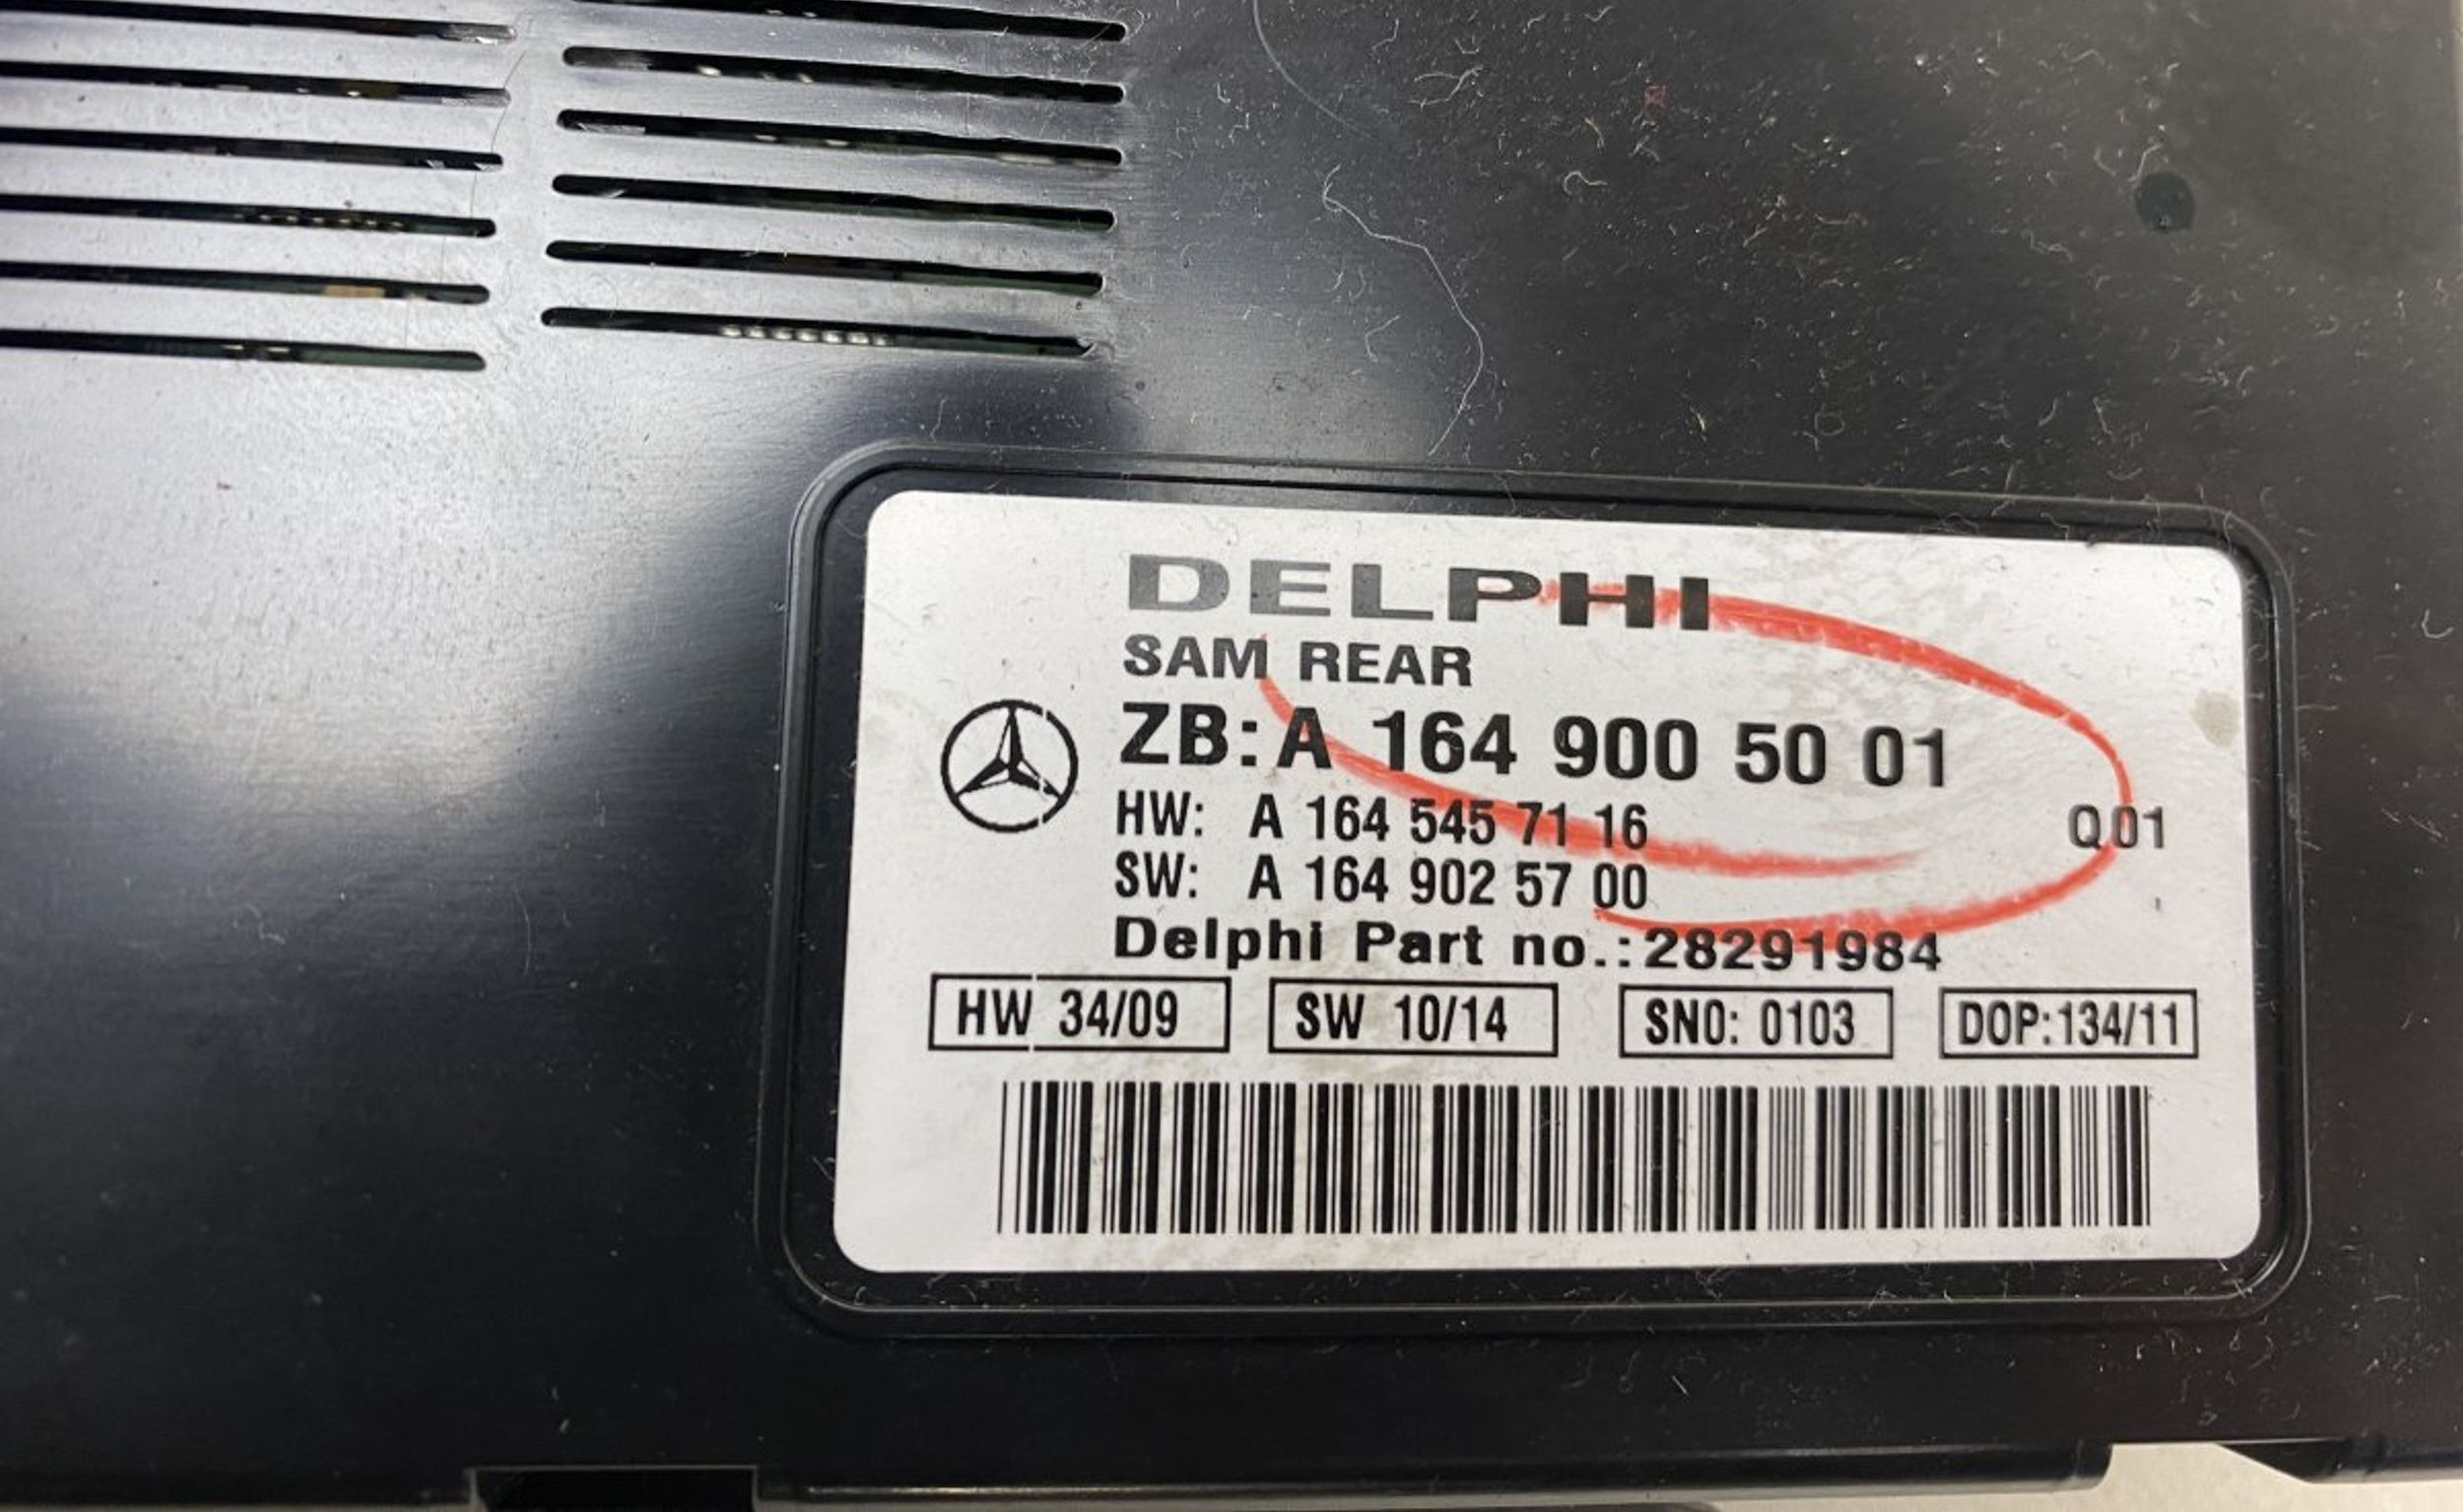 DELPHI
SAM REAR
ZB: A 164 900 50 01
HW: A 164 545 71 16
Q01
SW: A 164 902 57 00
Delphi Part no.:28291984
HW 34/09
SW 10/14
SNO: 0103
DOP:134/11